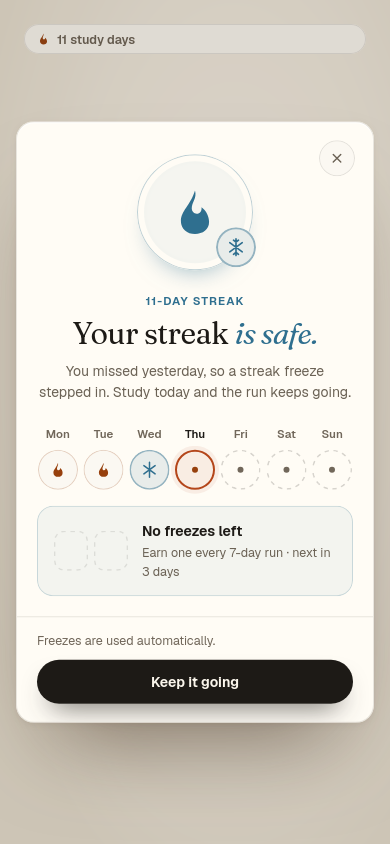 11 study days
11-DAY STREAK
Your streak is safe.
You missed yesterday, so a streak freeze
stepped in. Study today and the run keeps going.
Mon Tue Wed Thu Fri Sat Sun
No freezes left
Earn one every 7-day run · next in
3 days
Freezes are used automatically.
Keep it going